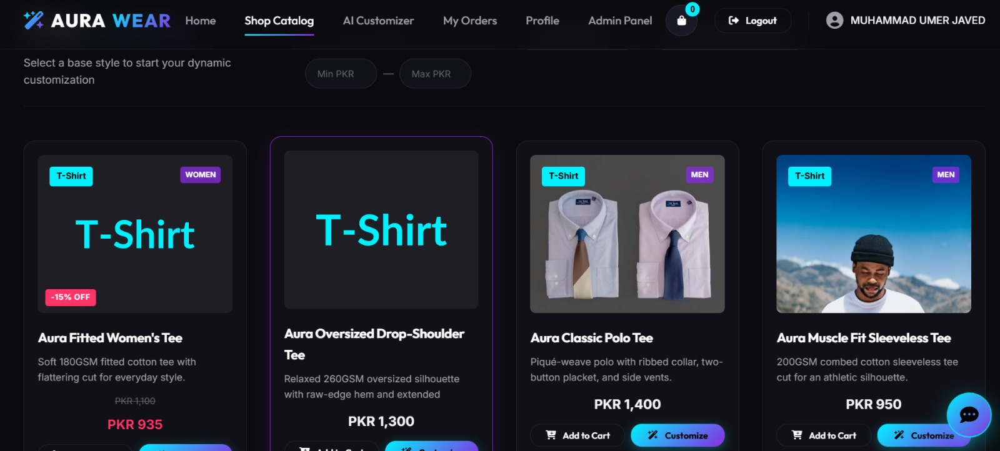 AURA WEAR
Home
Shop Catalog
AI Customizer
My Orders
Profile
Admin Panel
0
Logout
MUHAMMAD UMER JAVED
Select a base style to start your dynamic
customization
Min PKR — Max PKR
T-Shirt
WOMEN
T-Shirt
-15% OFF
Aura Fitted Women's Tee
Soft 180GSM fitted cotton tee with
flattering cut for everyday style.
PKR 1,100
PKR 935
T-Shirt
Aura Oversized Drop-Shoulder
Tee
Relaxed 260GSM oversized silhouette
with raw-edge hem and extended
PKR 1,300
Add to Cart
Customize
T-Shirt
MEN
Aura Classic Polo Tee
Piqué-weave polo with ribbed collar, two-
button placket, and side vents.
PKR 1,400
Add to Cart
Customize
T-Shirt
MEN
Aura Muscle Fit Sleeveless Tee
200GSM combed cotton sleeveless tee
cut for an athletic silhouette.
PKR 950
Add to Cart
Customize